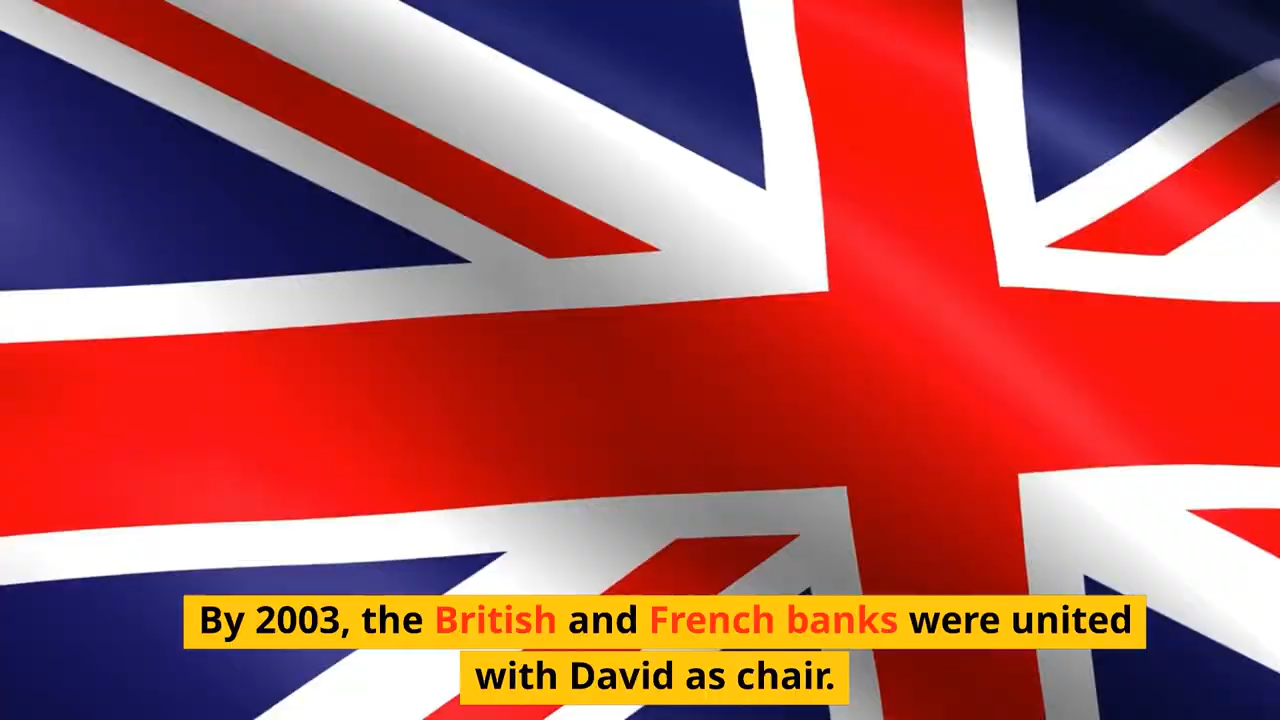 By 2003, the British and French banks were united
with David as chair.